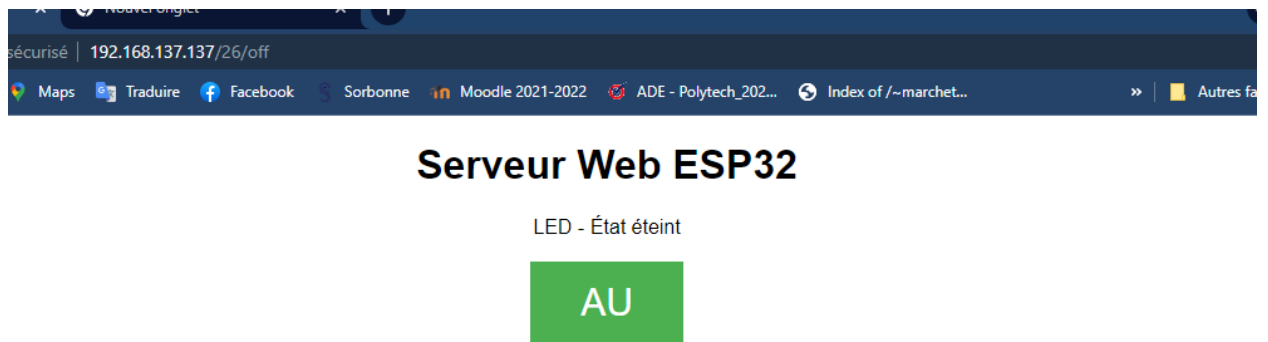 Nouvel onglet
sécurisé | 192.168.137.137/26/off
Maps Traduire Facebook Sorbonne Moodle 2021-2022 ADE - Polytech_202... Index of /~marchet... » Autres fa
Serveur Web ESP32
LED - État éteint
AU